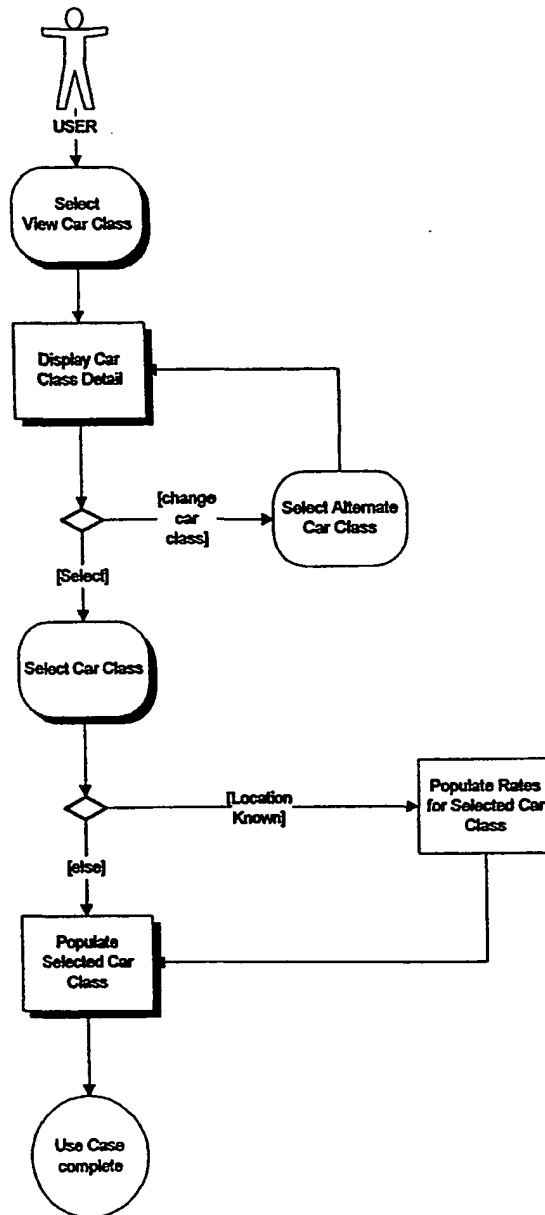 USER
Select
View Car Class
Display Car
Class Detail
[change
car
class]
Select Alternate
Car Class
[Select]
Select Car Class
[Location
Known]
Populate Rates
for Selected Car
Class
[else]
Populate
Selected Car
Class
Use Case
complete